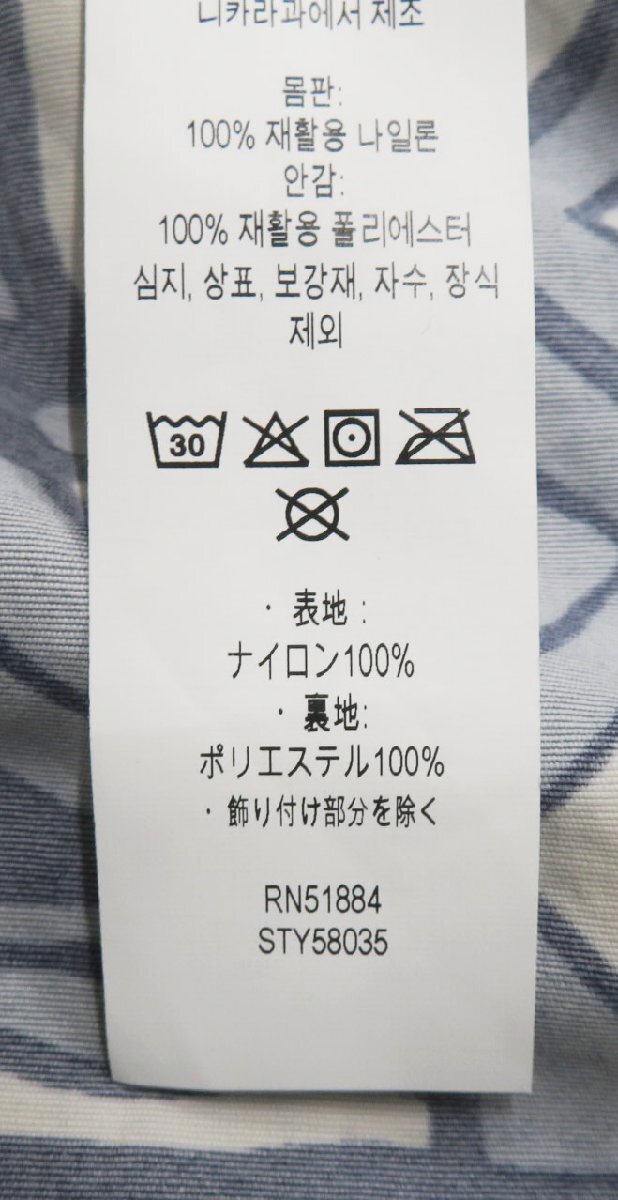 니카라과에서 제조
몸판:
100% 재활용 나일론
안감:
100% 재활용 폴리에스터
심지, 상표, 보강재, 자수, 장식
제외
30
・ 表地 :
ナイロン100%
・ 裏地:
ポリエステル100%
・ 飾り付け部分を除く
RN51884
STY58035